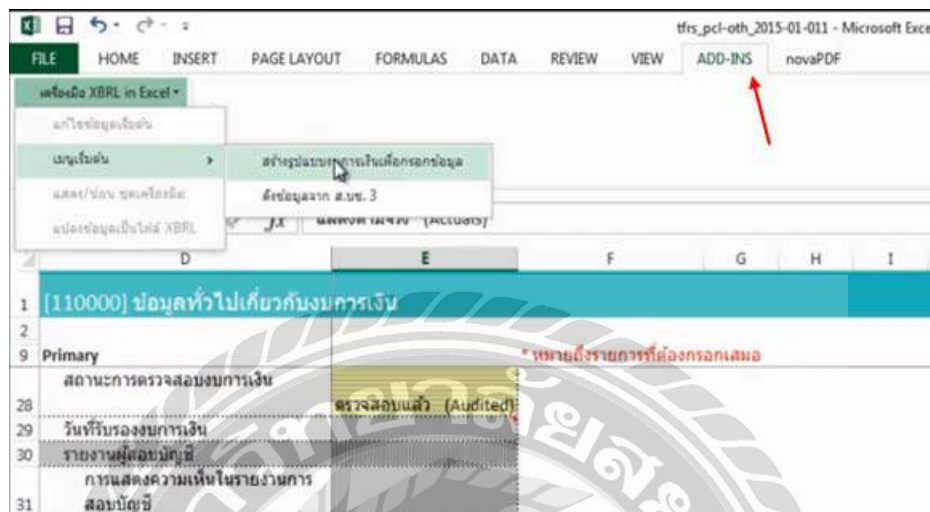 tfrs_pcl-oth_2015-01-011 - Microsoft Exce
FILE HOME INSERT PAGE LAYOUT FORMULAS DATA REVIEW VIEW ADD-INS novaPDF
เครื่องมือ XBRL in Excel
แก้ไขข้อมูลเริ่มต้น
เมนูเริ่มต้น
สร้างรูปแบบงบการเงินเพื่อกรอกข้อมูล
แสดง/ซ่อน ชุดเครื่องมือ
ดึงข้อมูลจาก ส.บช. 3
แปลงข้อมูลเป็นไฟล์ XBRL
fx (Actuals)
D E F G H I
1 [110000] ข้อมูลทั่วไปเกี่ยวกับงบการเงิน
2
9 Primary * หมายถึงรายการที่ต้องกรอกเสมอ
สถานะการตรวจสอบงบการเงิน
28 ตรวจสอบแล้ว (Audited)
29 วันที่รับรองงบการเงิน
30 รายงานผู้สอบบัญชี
การแสดงความเห็นในรายงานการ
31 สอบบัญชี
วิทยาลัย